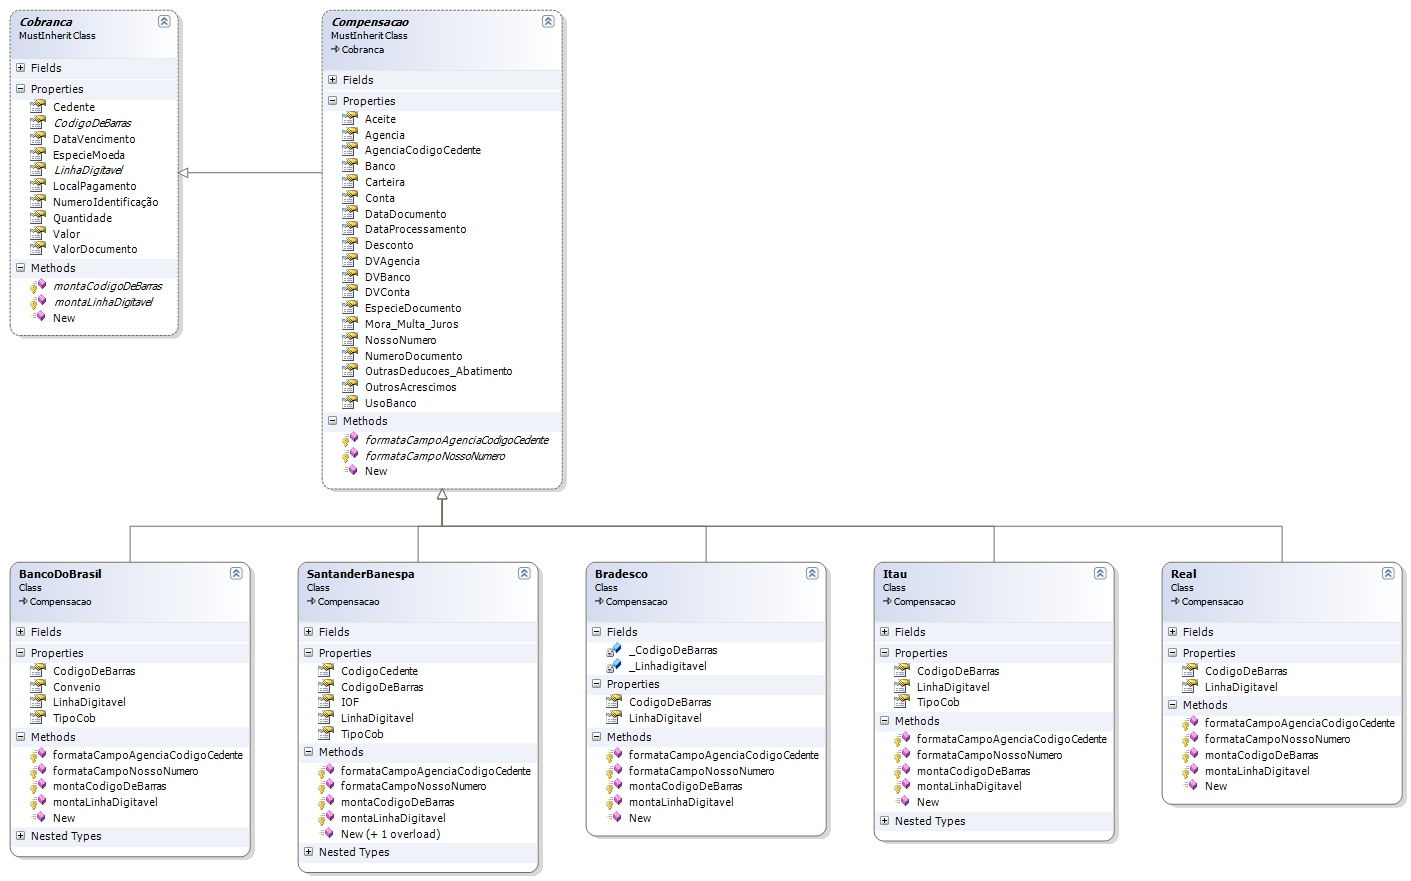 Cobranca
MustInherit Class
Fields
Properties
Cedente
CodigoDeBarras
DataVencimento
EspecieMoeda
LinhaDigitavel
LocalPagamento
NumeroIdentificação
Quantidade
Valor
ValorDocumento
Methods
montaCodigoDeBarras
montaLinhaDigitavel
New
Compensacao
MustInherit Class
Cobranca
Fields
Properties
Aceite
Agencia
AgenciaCodigoCedente
Banco
Carteira
Conta
DataDocumento
DataProcessamento
Desconto
DVAgencia
DVBanco
DVConta
EspecieDocumento
Mora_Multa_Juros
NossoNumero
NumeroDocumento
OutrasDeducoes_Abatimento
OutrosAcrescimos
UsoBanco
Methods
formataCampoAgenciaCodigoCedente
formataCampoNossoNumero
New
BancoDoBrasil
Class
Compensacao
Fields
Properties
CodigoDeBarras
Convenio
LinhaDigitavel
TipoCob
Methods
formataCampoAgenciaCodigoCedente
formataCampoNossoNumero
montaCodigoDeBarras
montaLinhaDigitavel
New
Nested Types
SantanderBanespa
Class
Compensacao
Fields
Properties
CodigoCedente
CodigoDeBarras
IOF
LinhaDigitavel
TipoCob
Methods
formataCampoAgenciaCodigoCedente
formataCampoNossoNumero
montaCodigoDeBarras
montaLinhaDigitavel
New (+ 1 overload)
Nested Types
Bradesco
Class
Compensacao
Fields
_CodigoDeBarras
_Linhadigitavel
Properties
CodigoDeBarras
LinhaDigitavel
Methods
formataCampoAgenciaCodigoCedente
formataCampoNossoNumero
montaCodigoDeBarras
montaLinhaDigitavel
New
Itau
Class
Compensacao
Fields
Properties
CodigoDeBarras
LinhaDigitavel
TipoCob
Methods
formataCampoAgenciaCodigoCedente
formataCampoNossoNumero
montaCodigoDeBarras
montaLinhaDigitavel
New
Nested Types
Real
Class
Compensacao
Fields
Properties
CodigoDeBarras
LinhaDigitavel
Methods
formataCampoAgenciaCodigoCedente
formataCampoNossoNumero
montaCodigoDeBarras
montaLinhaDigitavel
New